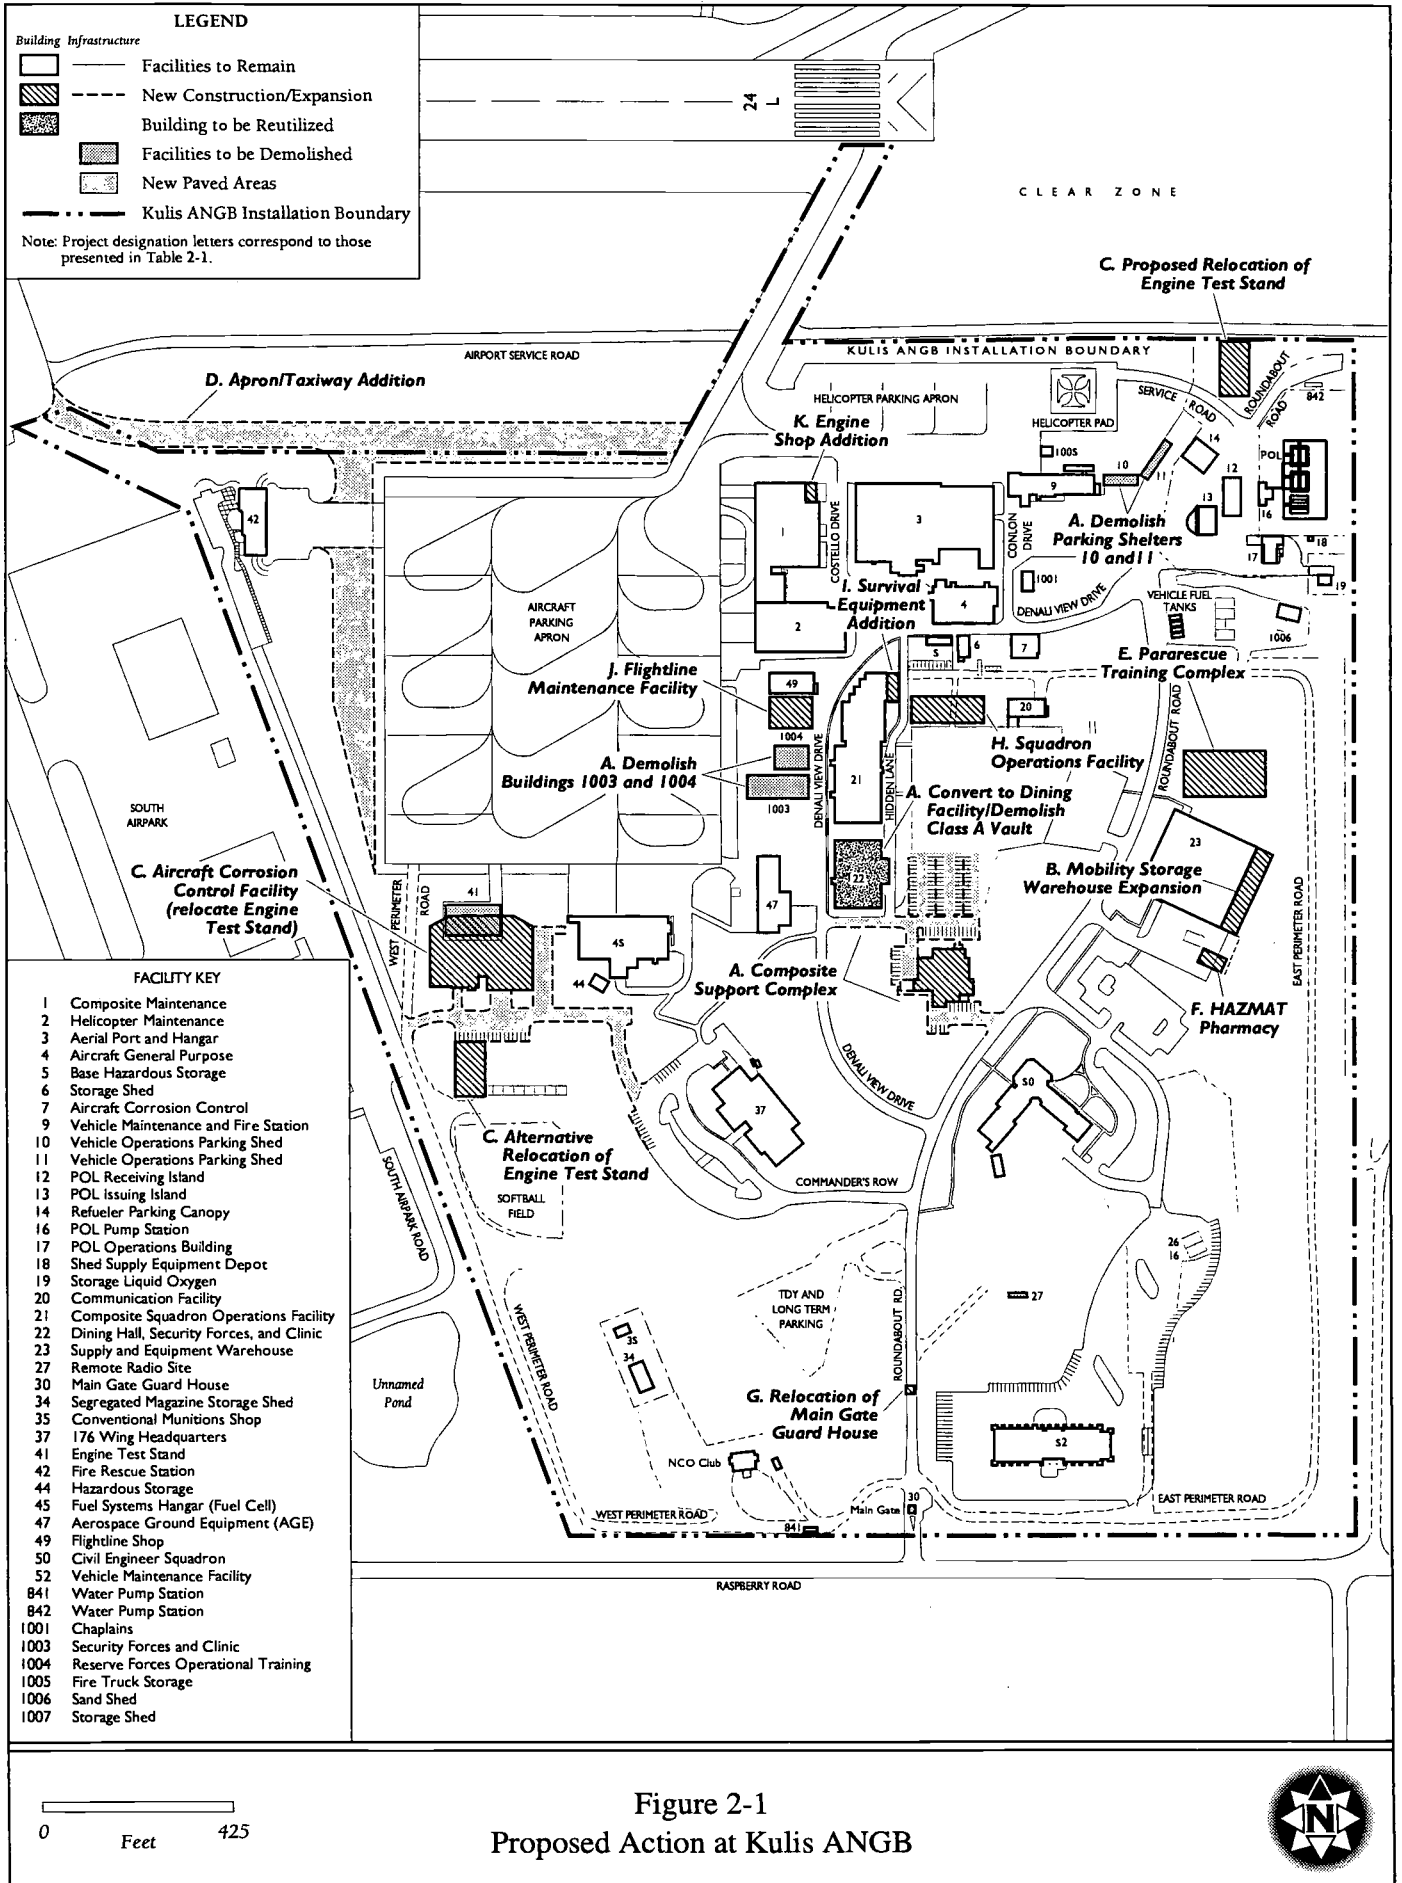 LEGEND
Building Infrastructure
Facilities to Remain
New Construction/Expansion
Building to be Reutilized
Facilities to be Demolished
New Paved Areas
Kulis ANGB Installation Boundary
Note: Project designation letters correspond to those
presented in Table 2-1.
24
L
CLEAR ZONE
C. Proposed Relocation of
Engine Test Stand
KULIS ANGB INSTALLATION BOUNDARY
AIRPORT SERVICE ROAD
D. Apron/Taxiway Addition
HELICOPTER PARKING APRON
K. Engine
Shop Addition
HELICOPTER PAD
SERVICE ROAD
ROUNDABOUT
ROAD
842
1005
14
POL
10
11
12
9
13
16
42
1
3
COSTELLO DRIVE
CONLON
DRIVE
A. Demolish
Parking Shelters
10 and 11
17
18
19
1001
I. Survival
Equipment
Addition
4
DENALI VIEW DRIVE
VEHICLE FUEL
TANKS
1006
AIRCRAFT
PARKING
APRON
2
5
6
7
E. Pararescue
Training Complex
J. Flightline
Maintenance Facility
49
1004
20
ROUNDABOUT ROAD
H. Squadron
Operations Facility
A. Demolish
Buildings 1003 and 1004
1003
DENALI VIEW DRIVE
21
HIDDEN LANE
A. Convert to Dining
Facility/Demolish
Class A Vault
SOUTH
AIRPARK
23
B. Mobility Storage
Warehouse Expansion
C. Aircraft Corrosion
Control Facility
(relocate Engine
Test Stand)
WEST PERIMETER
ROAD
41
47
22
EAST PERIMETER ROAD
45
44
A. Composite
Support Complex
F. HAZMAT
Pharmacy
DENALI VIEW DRIVE
50
37
C. Alternative
Relocation of
Engine Test Stand
SOFTBALL
FIELD
SOUTH AIRPARK ROAD
COMMANDER'S ROW
26
16
TDY AND
LONG TERM
PARKING
27
ROUNDABOUT RD.
WEST PERIMETER ROAD
35
34
Unnamed
Pond
G. Relocation of
Main Gate
Guard House
52
NCO Club
30
Main Gate
EAST PERIMETER ROAD
WEST PERIMETER ROAD
841
RASPBERRY ROAD
FACILITY KEY
1 Composite Maintenance
2 Helicopter Maintenance
3 Aerial Port and Hangar
4 Aircraft General Purpose
5 Base Hazardous Storage
6 Storage Shed
7 Aircraft Corrosion Control
9 Vehicle Maintenance and Fire Station
10 Vehicle Operations Parking Shed
11 Vehicle Operations Parking Shed
12 POL Receiving Island
13 POL Issuing Island
14 Refueler Parking Canopy
16 POL Pump Station
17 POL Operations Building
18 Shed Supply Equipment Depot
19 Storage Liquid Oxygen
20 Communication Facility
21 Composite Squadron Operations Facility
22 Dining Hall, Security Forces, and Clinic
23 Supply and Equipment Warehouse
27 Remote Radio Site
30 Main Gate Guard House
34 Segregated Magazine Storage Shed
35 Conventional Munitions Shop
37 176 Wing Headquarters
41 Engine Test Stand
42 Fire Rescue Station
44 Hazardous Storage
45 Fuel Systems Hangar (Fuel Cell)
47 Aerospace Ground Equipment (AGE)
49 Flightline Shop
50 Civil Engineer Squadron
52 Vehicle Maintenance Facility
841 Water Pump Station
842 Water Pump Station
1001 Chaplains
1003 Security Forces and Clinic
1004 Reserve Forces Operational Training
1005 Fire Truck Storage
1006 Sand Shed
1007 Storage Shed
0 Feet 425
Figure 2-1
Proposed Action at Kulis ANGB
N